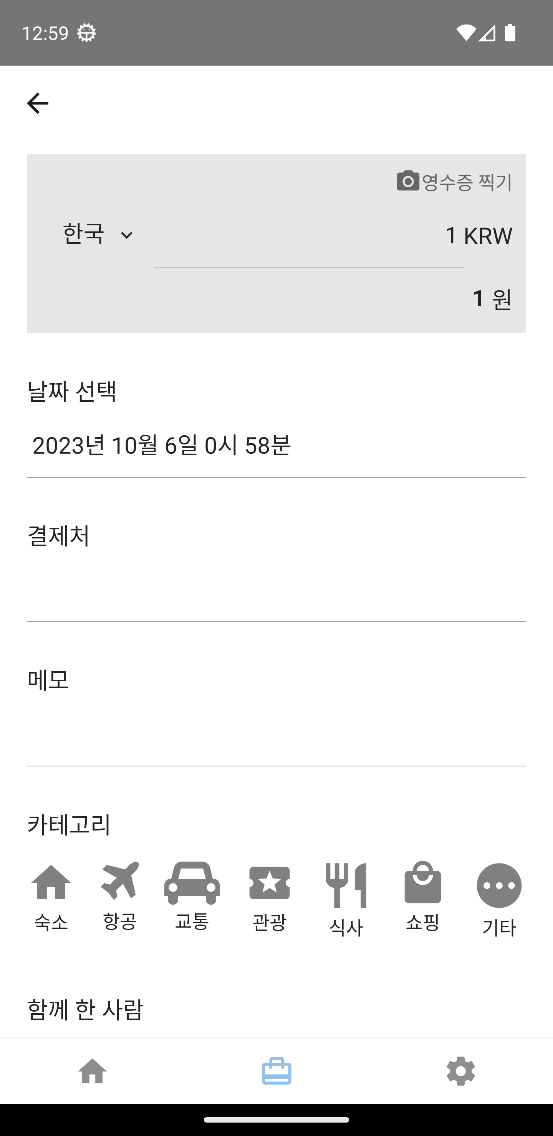 12:59
영수증 찍기
한국 1 KRW
1 원
날짜 선택
2023년 10월 6일 0시 58분
결제처
메모
카테고리
숙소 항공 교통 관광 식사 쇼핑 기타
함께 한 사람